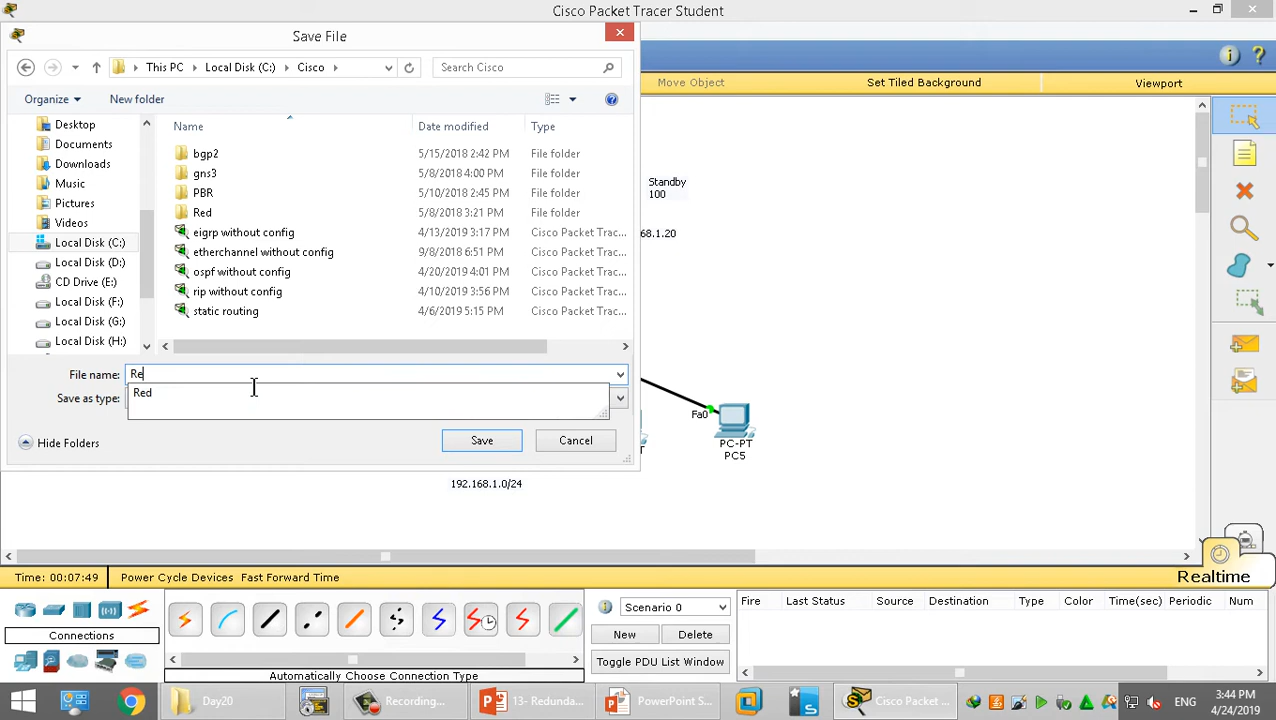 Cisco Packet Tracer Student
Save File
This PC
Local Disk (C:)
Cisco
Search Cisco
Organize
New folder
Move Object
Set Tiled Background
Viewport
Desktop
Documents
Downloads
Music
Pictures
Videos
Local Disk (C:)
Local Disk (D:)
CD Drive (E:)
Local Disk (F:)
Local Disk (G:)
Local Disk (H:)
Name Date modified Type
bgp2 5/15/2018 2:42 PM File folder
gns3 5/8/2018 4:00 PM File folder
PBR 5/10/2018 2:45 PM File folder
Red 5/8/2018 3:21 PM File folder
eigrp without config 4/13/2019 3:17 PM Cisco Packet Trac...
etherchannel without config 9/8/2018 6:51 PM Cisco Packet Trac...
ospf without config 4/20/2019 4:01 PM Cisco Packet Trac...
rip without config 4/10/2019 3:56 PM Cisco Packet Trac...
static routing 4/6/2019 5:15 PM Cisco Packet Trac...
File name: Re
Red
Save as type:
Hide Folders
Save
Cancel
Standby
100
68.1.20
Fa0
PC-PT
PC5
T
192.168.1.0/24
Time: 00:07:49 Power Cycle Devices Fast Forward Time
Realtime
Connections
Automatically Choose Connection Type
Scenario 0
New
Delete
Toggle PDU List Window
Fire Last Status Source Destination Type Color Time(sec) Periodic Num
Day20
Recording...
13- Redunda...
PowerPoint S...
Cisco Packet ...
ENG
3:44 PM
4/24/2019